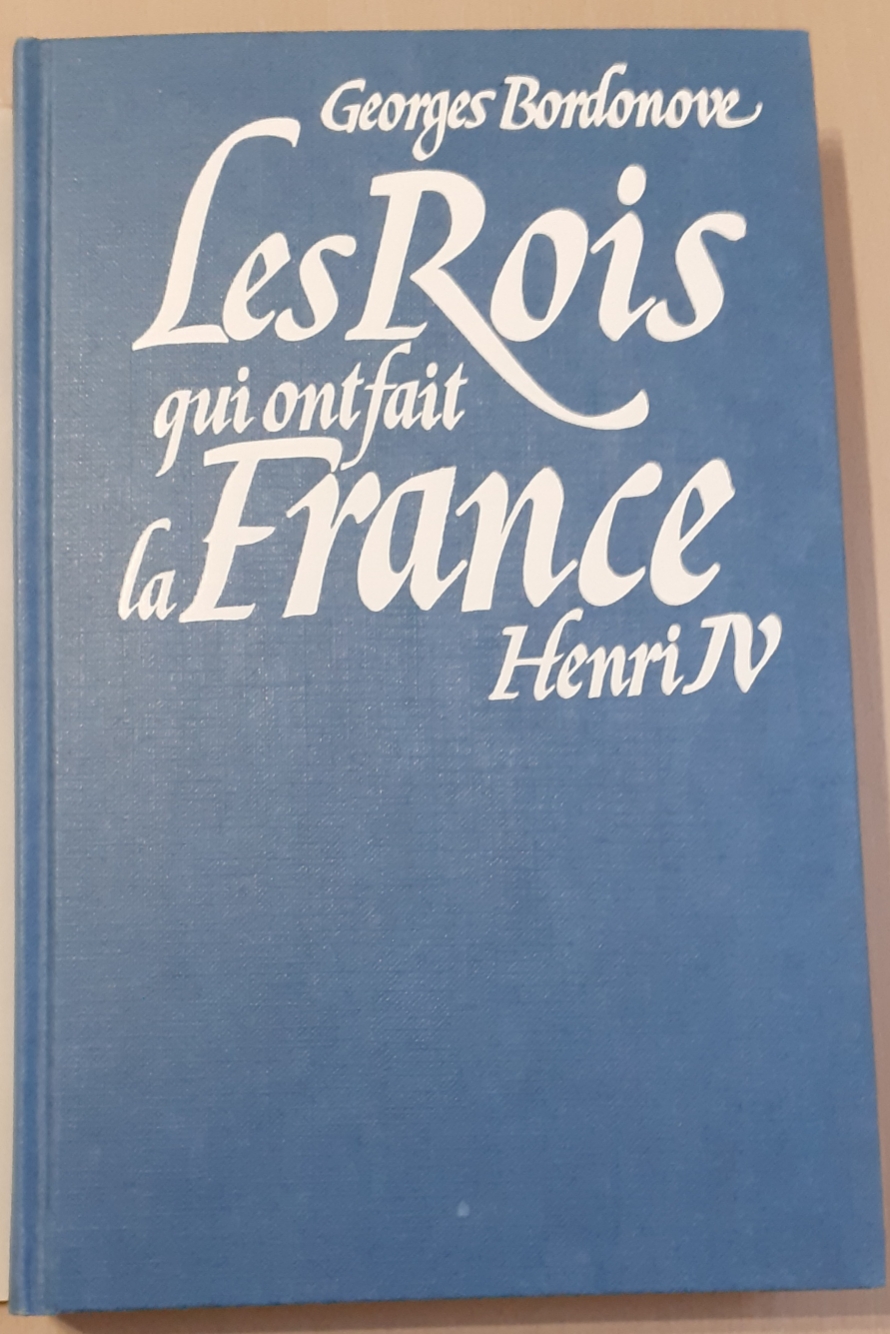 Georges Bordonove
Les Rois
qui ont fait
la France
Henri IV